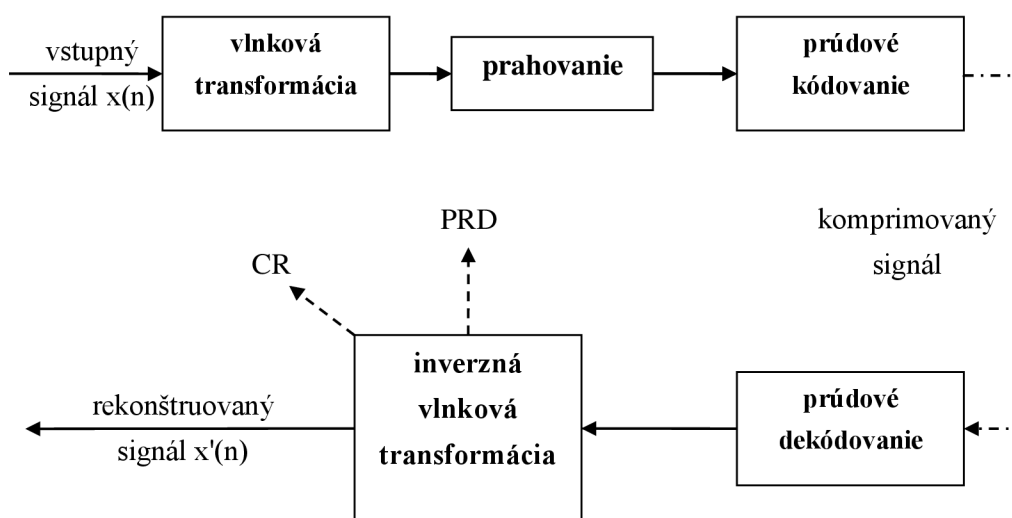 vstupný
signál x(n)
vlnková
transformácia
prahovanie
prúdové
kódovanie
komprimovaný
signál
PRD
CR
prúdové
dekódovanie
inverzná
vlnková
transformácia
rekonštruovaný
signál x'(n)